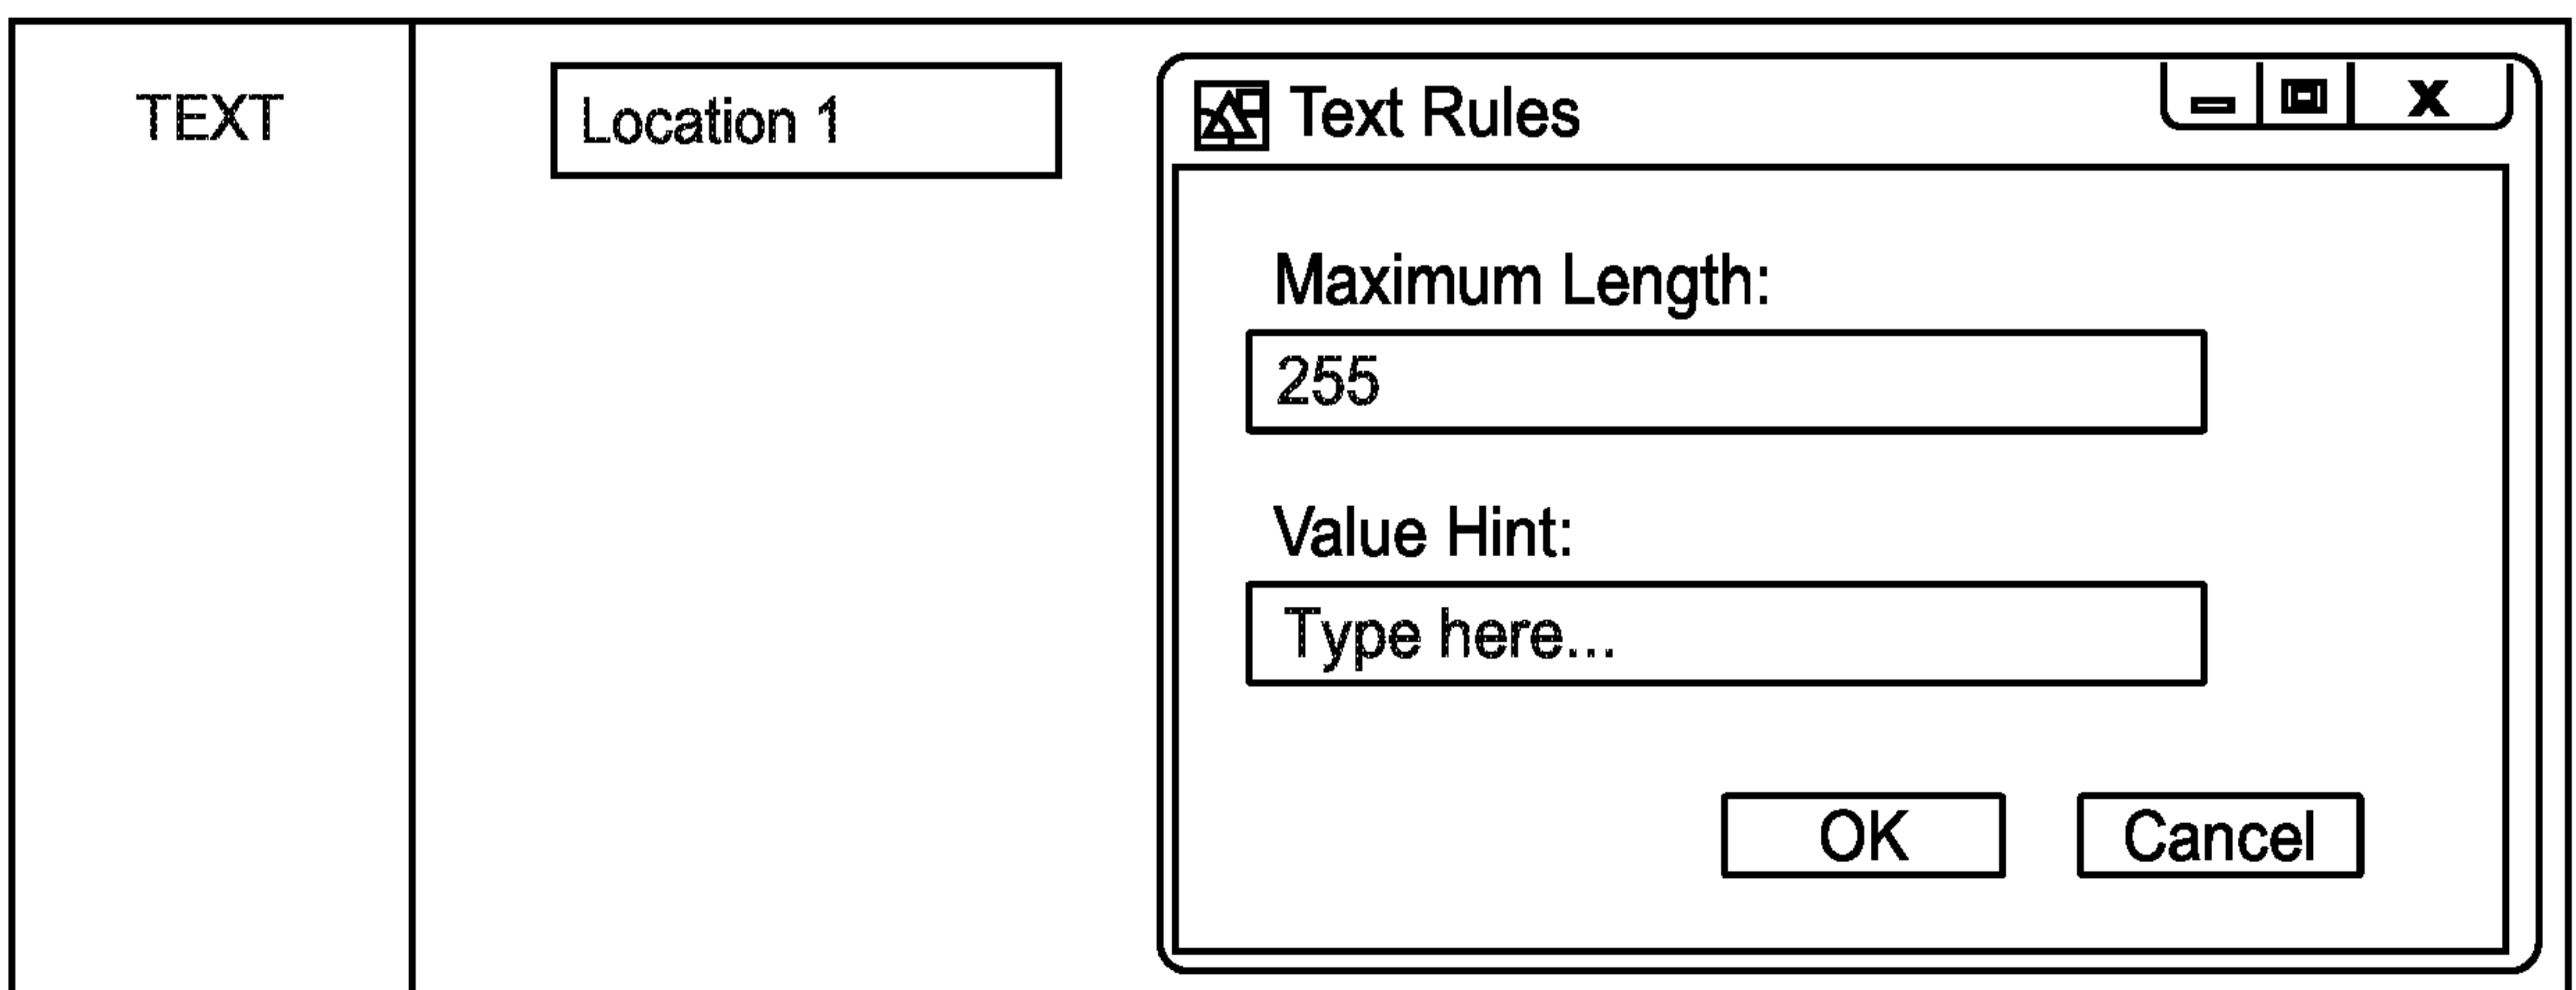 TEXT
Location 1
Text Rules
X
Maximum Length:
255
Value Hint:
Type here...
OK
Cancel